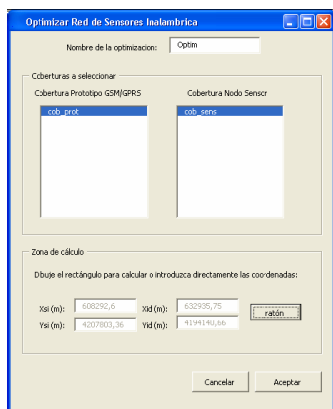 Optimizar Red de Sensores Inalambrica
Nombre de la optimizacion: Optim
Coberturas a seleccionar
Cobertura Prototipo GSM/GPRS Cobertura Nodo Sensor
cob_prot cob_sens
Zona de cálculo
Dibuje el rectángulo para calcular o introduzca directamente las coordenadas:
Xsi (m): 608292,6 Xid (m): 632935,75
Ysi (m): 4207803,36 Yid (m): 4194140,66
ratón
Cancelar Aceptar